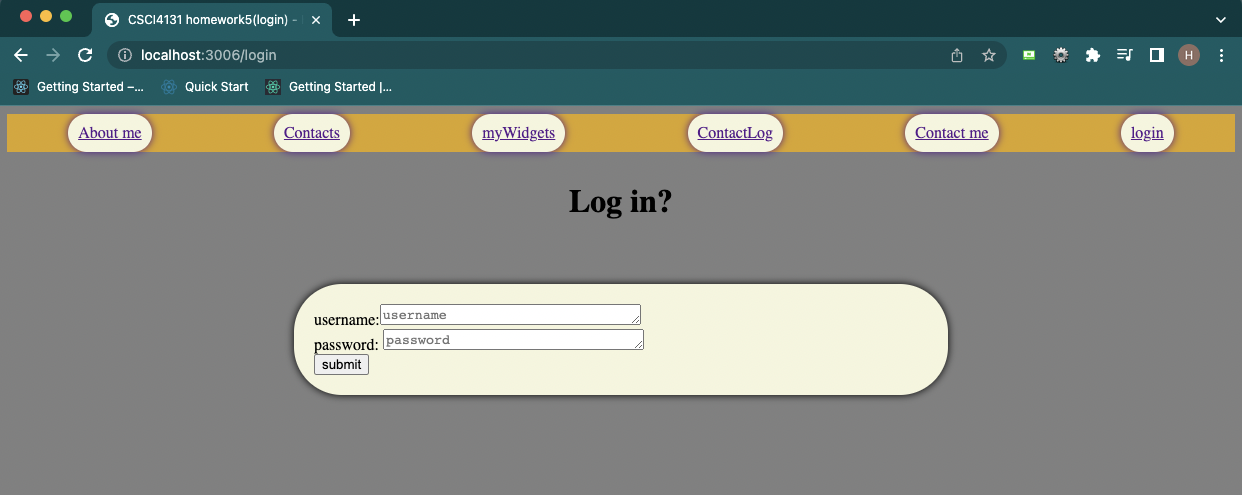 CSCI4131 homework5(login) -
localhost:3006/login
H
Getting Started –... Quick Start Getting Started |...
About me Contacts myWidgets ContactLog Contact me login
Log in?
username: username
password: password
submit